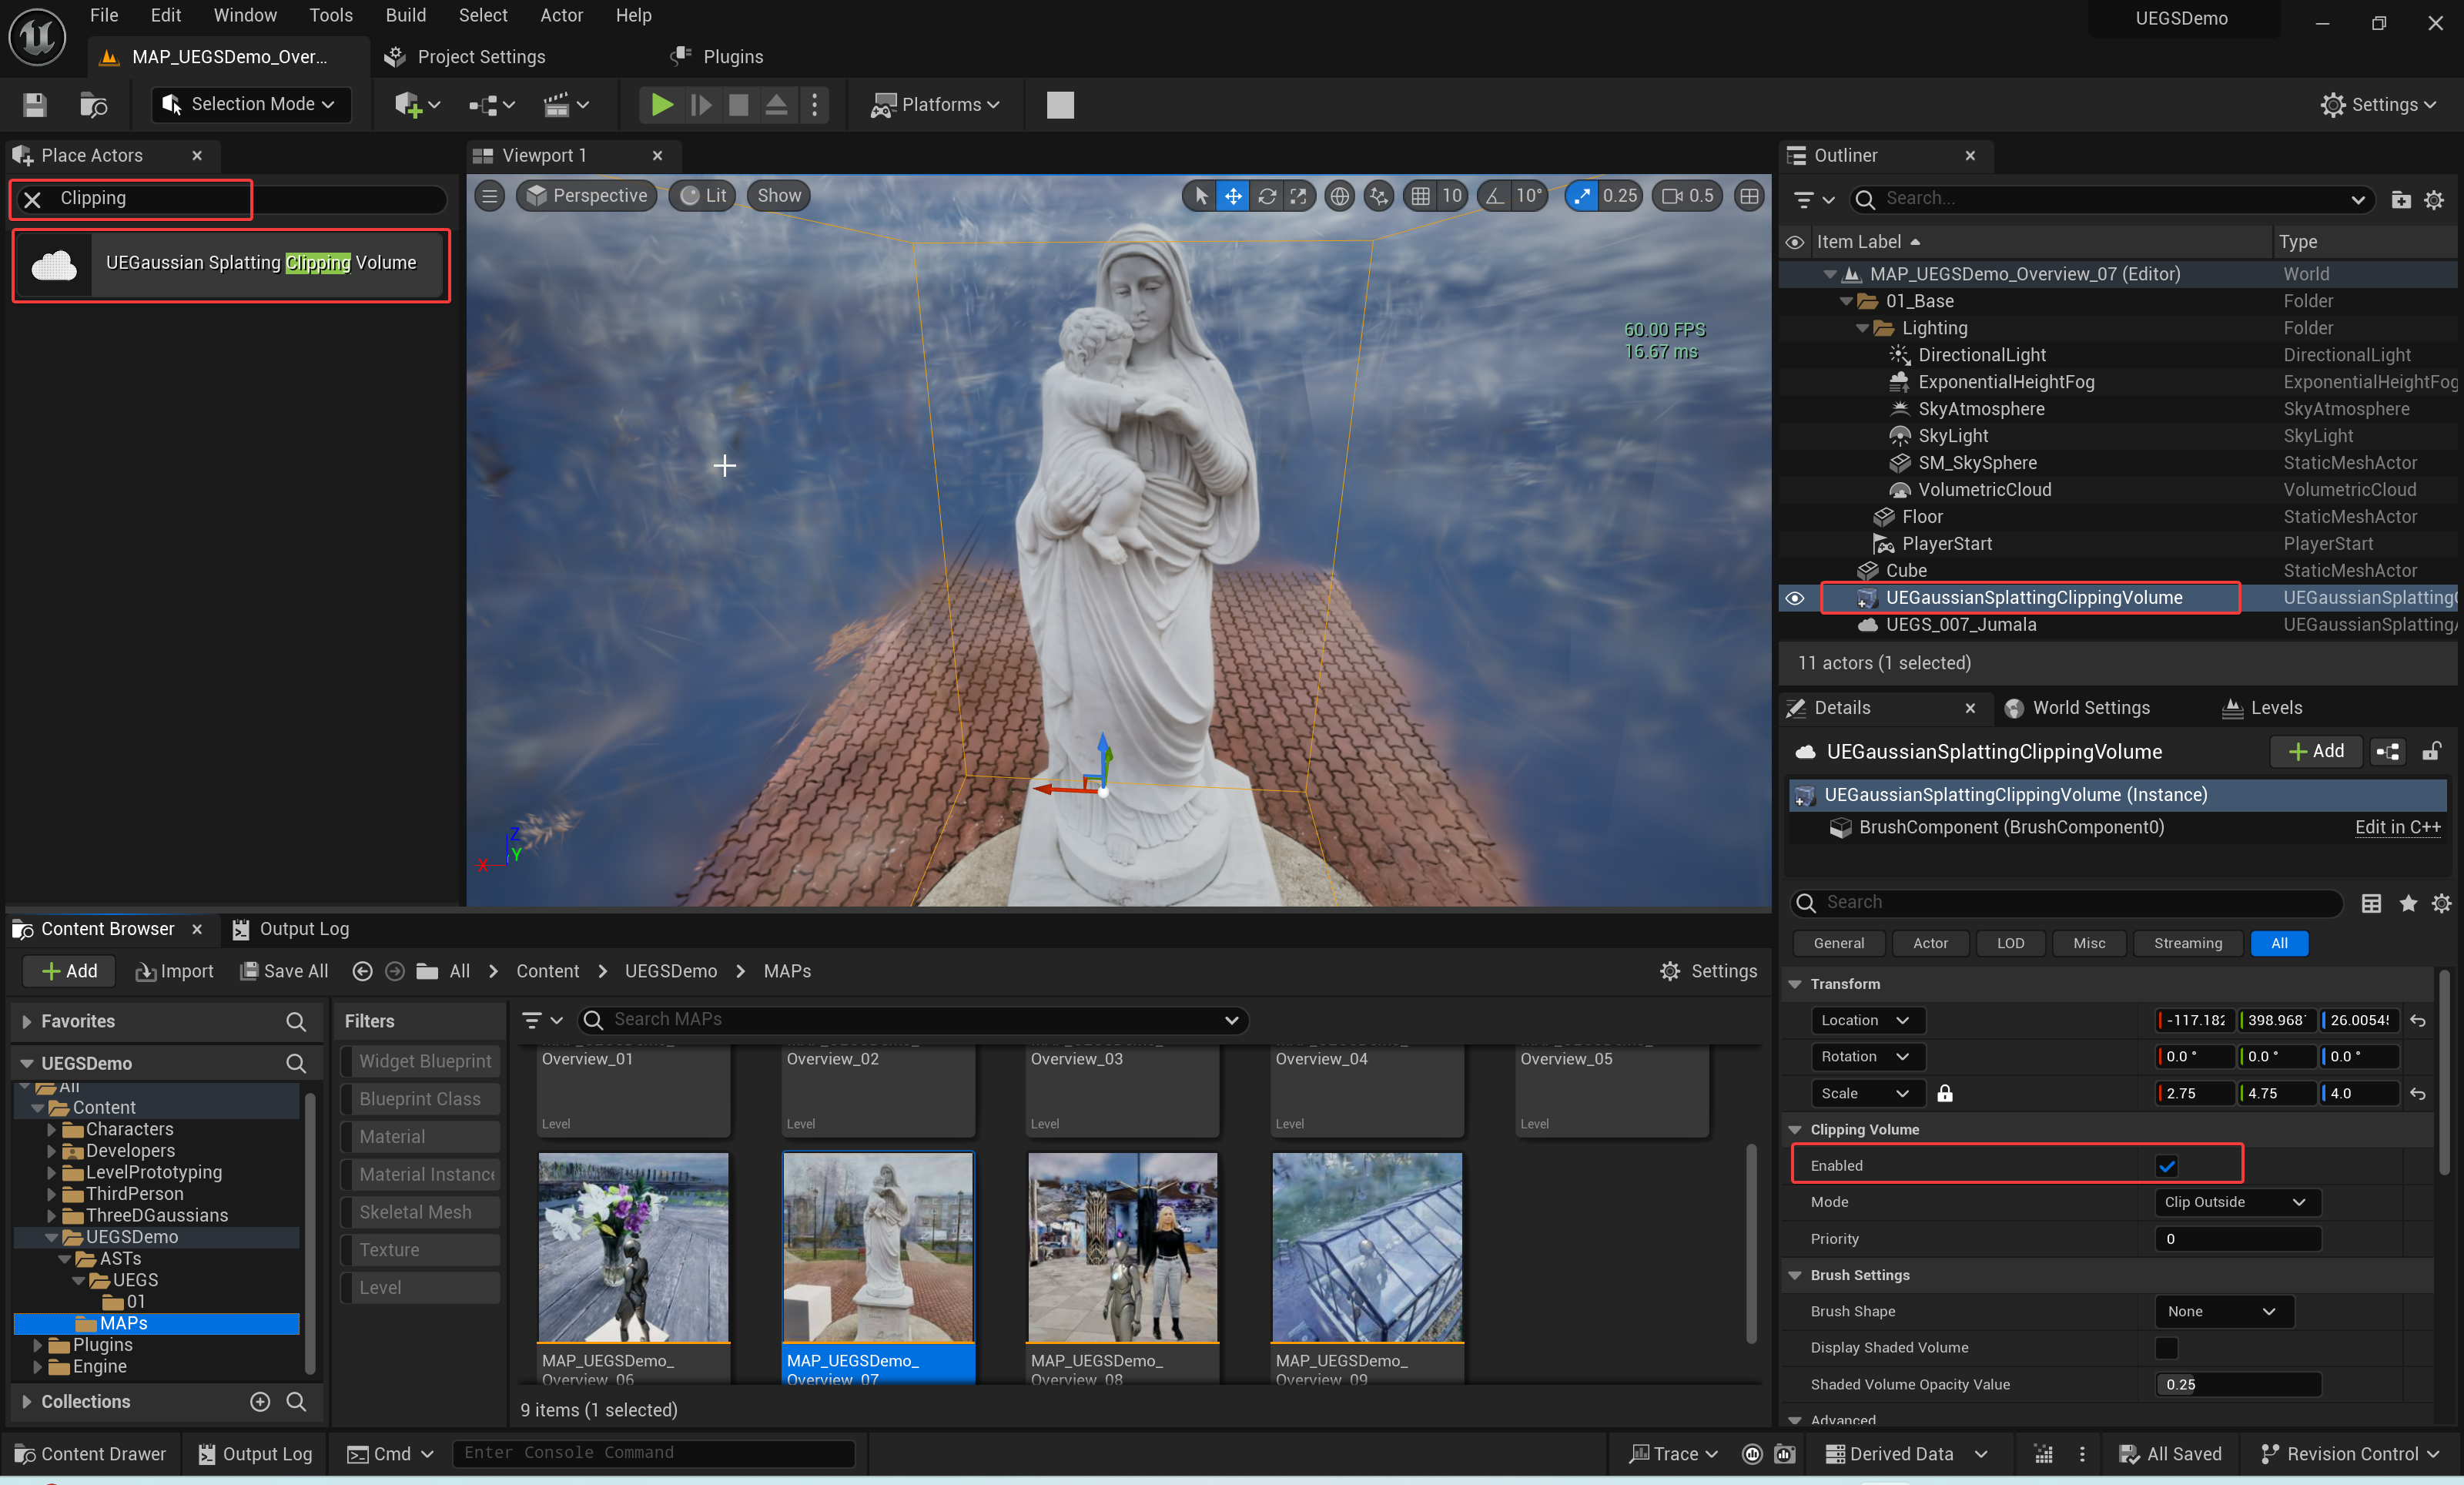 File Edit Window Tools Build Select Actor Help
UEGSDemo
MAP_UEGSDemo_Over...
Project Settings
Plugins
Selection Mode
Platforms
Settings
Place Actors
Clipping
UEGaussian Splatting Clipping Volume
Viewport 1
Perspective
Lit
Show
10
10°
0.25
0.5
60.00 FPS
16.67 ms
Z
Y
X
Outliner
Search...
Item Label
Type
MAP_UEGSDemo_Overview_07 (Editor) World
01_Base Folder
Lighting Folder
DirectionalLight DirectionalLight
ExponentialHeightFog ExponentialHeightFog
SkyAtmosphere SkyAtmosphere
SkyLight SkyLight
SM_SkySphere StaticMeshActor
VolumetricCloud VolumetricCloud
Floor StaticMeshActor
PlayerStart PlayerStart
Cube StaticMeshActor
UEGaussianSplattingClippingVolume UEGaussianSplatting
UEGS_007_Jumala UEGaussianSplatting
11 actors (1 selected)
Details
World Settings
Levels
UEGaussianSplattingClippingVolume
Add
UEGaussianSplattingClippingVolume (Instance)
BrushComponent (BrushComponent0)
Edit in C++
Search
General Actor LOD Misc Streaming All
Transform
Location -117.182 398.968 26.00545
Rotation 0.0 ° 0.0 ° 0.0 °
Scale 2.75 4.75 4.0
Clipping Volume
Enabled
Mode Clip Outside
Priority 0
Brush Settings
Brush Shape None
Display Shaded Volume
Shaded Volume Opacity Value 0.25
Advanced
Content Browser
Output Log
Add
Import
Save All
All
Content
UEGSDemo
MAPs
Settings
Favorites
UEGSDemo
All
Content
Characters
Developers
LevelPrototyping
ThirdPerson
ThreeDGaussians
UEGSDemo
ASTs
UEGS
01
MAPs
Plugins
Engine
Collections
Filters
Widget Blueprint
Blueprint Class
Material
Material Instance
Skeletal Mesh
Texture
Level
Search MAPs
Overview_01
Level
Overview_02
Level
Overview_03
Level
Overview_04
Level
Overview_05
Level
MAP_UEGSDemo_
Overview_06
MAP_UEGSDemo_
Overview_07
MAP_UEGSDemo_
Overview_08
MAP_UEGSDemo_
Overview_09
9 items (1 selected)
Content Drawer
Output Log
Cmd
Enter Console Command
Trace
Derived Data
All Saved
Revision Control